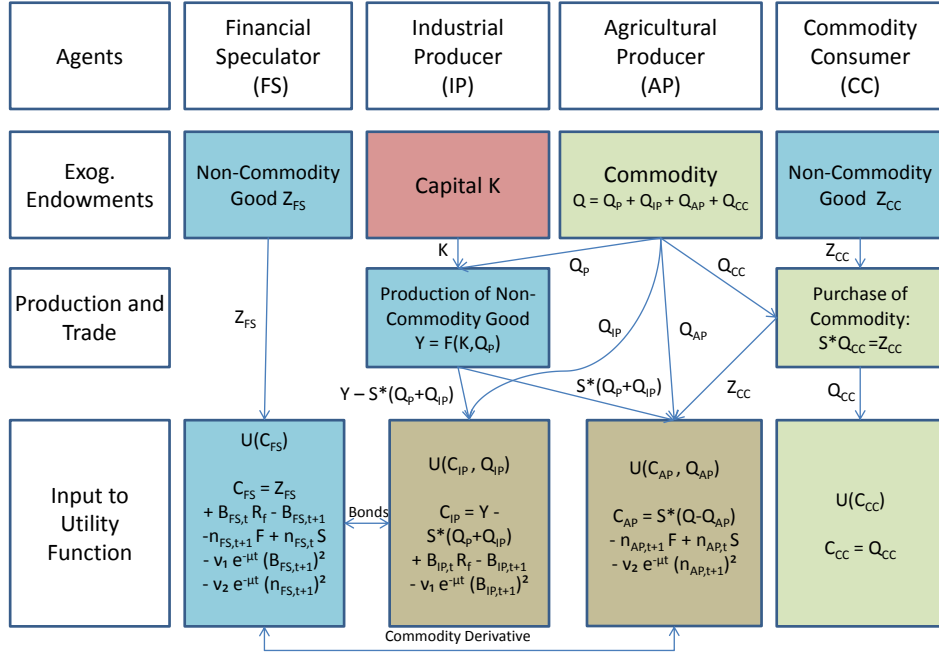 Agents
Financial
Speculator
(FS)
Industrial
Producer
(IP)
Agricultural
Producer
(AP)
Commodity
Consumer
(CC)
Exog.
Endowments
Non-Commodity
Good Z_FS
Capital K
Commodity
Q = Q_P + Q_IP + Q_AP + Q_CC
Non-Commodity
Good Z_CC
K
Q_P
Q_CC
Z_CC
Production and
Trade
Z_FS
Production of Non-
Commodity Good
Y = F(K,Q_P)
Q_IP
Q_AP
Purchase of
Commodity:
S*Q_CC =Z_CC
Y – S*(Q_P+Q_IP)
S*(Q_P+Q_IP)
Z_CC
Q_CC
Input to
Utility
Function
U(C_FS)
C_FS = Z_FS
+ B_FS,t R_f - B_FS,t+1
-n_FS,t+1 F + n_FS,t S
- ν₁ e^-μt (B_FS,t+1)²
- ν₂ e^-μt (n_FS,t+1)²
Bonds
U(C_IP , Q_IP)
C_IP = Y -
S*(Q_P+Q_IP)
+ B_IP,t R_f - B_IP,t+1
- ν₁ e^-μt (B_IP,t+1)²
U(C_AP , Q_AP)
C_AP = S*(Q-Q_AP)
- n_AP,t+1 F + n_AP,t S
- ν₂ e^-μt (n_AP,t+1)²
U(C_CC)
C_CC = Q_CC
Commodity Derivative